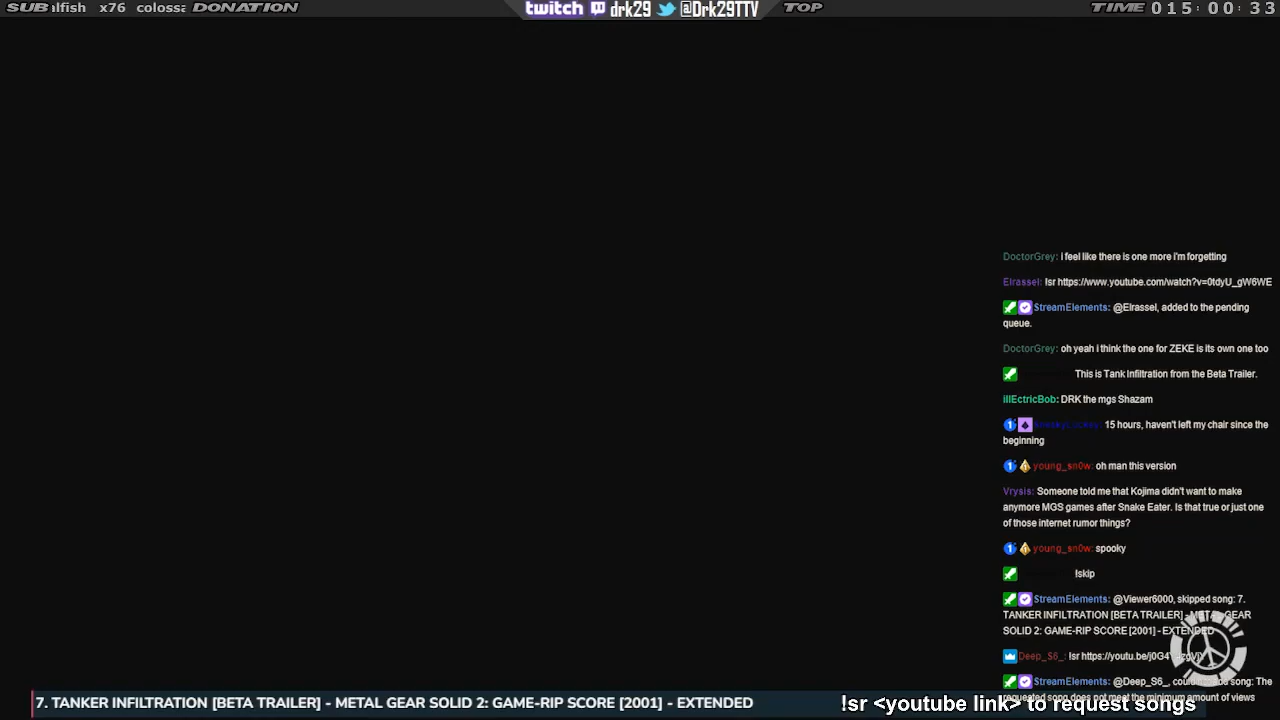 SUB ılfish x76 colossa DONATION
twitch drk29 @Drk29TTV
TOP
TIME 015:00:33
DoctorGrey: i feel like there is one more i'm forgetting
Elrassel: !sr https://www.youtube.com/watch?v=0tdyU_gW6WE
StreamElements: @Elrassel, added to the pending
queue.
DoctorGrey: oh yeah i think the one for ZEKE is its own one too
This is Tank Infiltration from the Beta Trailer.
illEctricBob: DRK the mgs Shazam
15 hours, haven't left my chair since the
beginning
young_sn0w: oh man this version
Vrysis: Someone told me that Kojima didn't want to make
anymore MGS games after Snake Eater. Is that true or just one
of those internet rumor things?
young_sn0w: spooky
!skip
StreamElements: @Viewer6000, skipped song: 7.
TANKER INFILTRATION [BETA TRAILER] - METAL GEAR
SOLID 2: GAME-RIP SCORE [2001] - EXTENDED
Deep_S6_: !sr
StreamElements: @Deep_S6_, song: The
requested song does not meet the minimum amount of views
7. TANKER INFILTRATION [BETA TRAILER] - METAL GEAR SOLID 2: GAME-RIP SCORE [2001] - EXTENDED
!sr <youtube link> to request songs